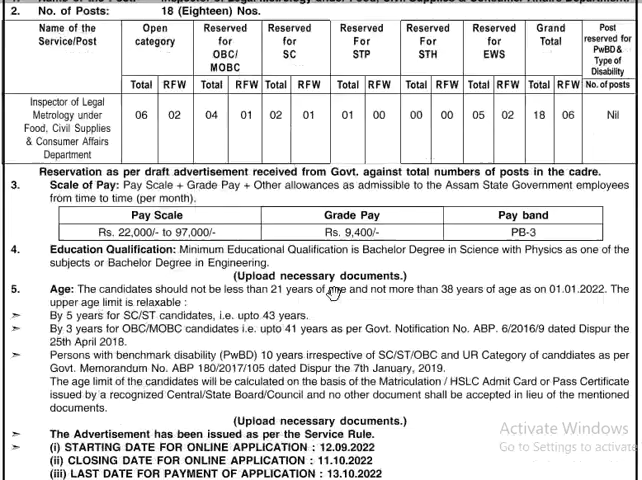 2. No. of Posts: 18 (Eighteen) Nos.
Name of the Service/Post
Open category
Reserved for OBC/ MOBC
Reserved for SC
Reserved For STP
Reserved For STH
Reserved for EWS
Grand Total
Post reserved for PwBD & Type of Disability
Total RFW Total RFW Total RFW Total RFW Total RFW Total RFW Total RFW No. of posts
Inspector of Legal Metrology under Food, Civil Supplies & Consumer Affairs Department
06 02 04 01 02 01 01 00 00 00 05 02 18 06 Nil
Reservation as per draft advertisement received from Govt. against total numbers of posts in the cadre.
3. Scale of Pay: Pay Scale + Grade Pay + Other allowances as admissible to the Assam State Government employees
from time to time (per month).
Pay Scale Grade Pay Pay band
Rs. 22,000/- to 97,000/- Rs. 9,400/- PB-3
4. Education Qualification: Minimum Educational Qualification is Bachelor Degree in Science with Physics as one of the
subjects or Bachelor Degree in Engineering.
(Upload necessary documents.)
5. Age: The candidates should not be less than 21 years of and not more than 38 years of age as on 01.01.2022. The
upper age limit is relaxable :
➢ By 5 years for SC/ST candidates, i.e. upto 43 years.
➢ By 3 years for OBC/MOBC candidates i.e. upto 41 years as per Govt. Notification No. ABP. 6/2016/9 dated Dispur the
25th April 2018.
➢ Persons with benchmark disability (PwBD) 10 years irrespective of SC/ST/OBC and UR Category of canddiates as per
Govt. Memorandum No. ABP 180/2017/105 dated Dispur the 7th January, 2019.
The age limit of the candidates will be calculated on the basis of the Matriculation / HSLC Admit Card or Pass Certificate
issued by a recognized Central/State Board/Council and no other document shall be accepted in lieu of the mentioned
documents.
(Upload necessary documents.)
➢ The Advertisement has been issued as per the Service Rule.
➢ (i) STARTING DATE FOR ONLINE APPLICATION : 12.09.2022
(ii) CLOSING DATE FOR ONLINE APPLICATION : 11.10.2022
(iii) LAST DATE FOR PAYMENT OF APPLICATION : 13.10.2022
Activate Windows
Go to Settings to activate